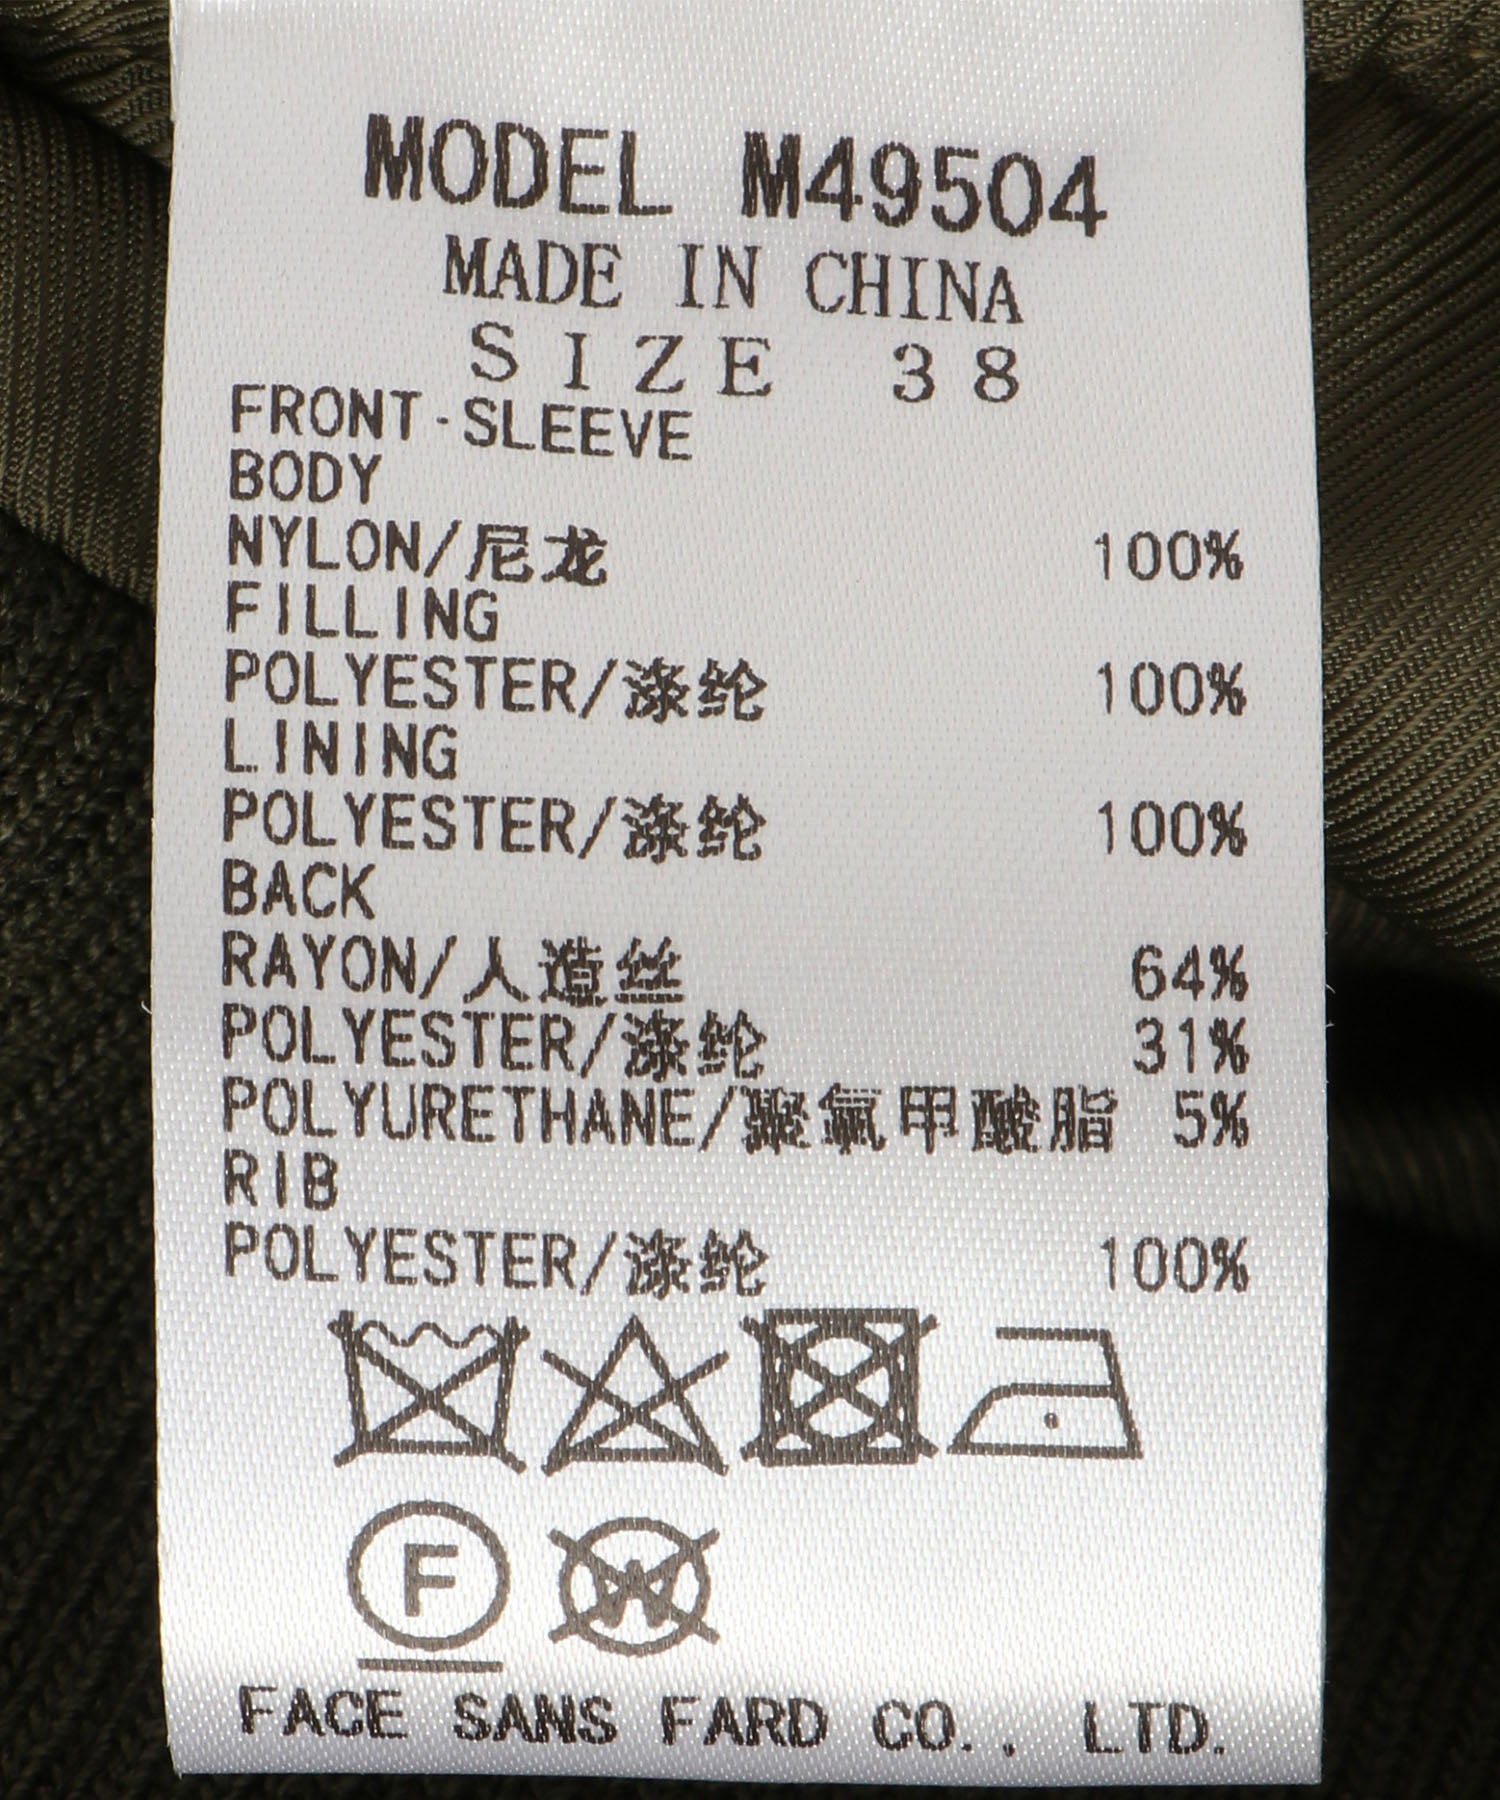 MODEL M49504
MADE IN CHINA
SIZE 38
FRONT・SLEEVE
BODY
NYLON/尼龙 100%
FILLING
POLYESTER/涤纶 100%
LINING
POLYESTER/涤纶 100%
BACK
RAYON/人造丝 64%
POLYESTER/涤纶 31%
POLYURETHANE/聚氟甲酸脂 5%
RIB
POLYESTER/涤纶 100%
F W
FACE SANS FARD CO., LTD.